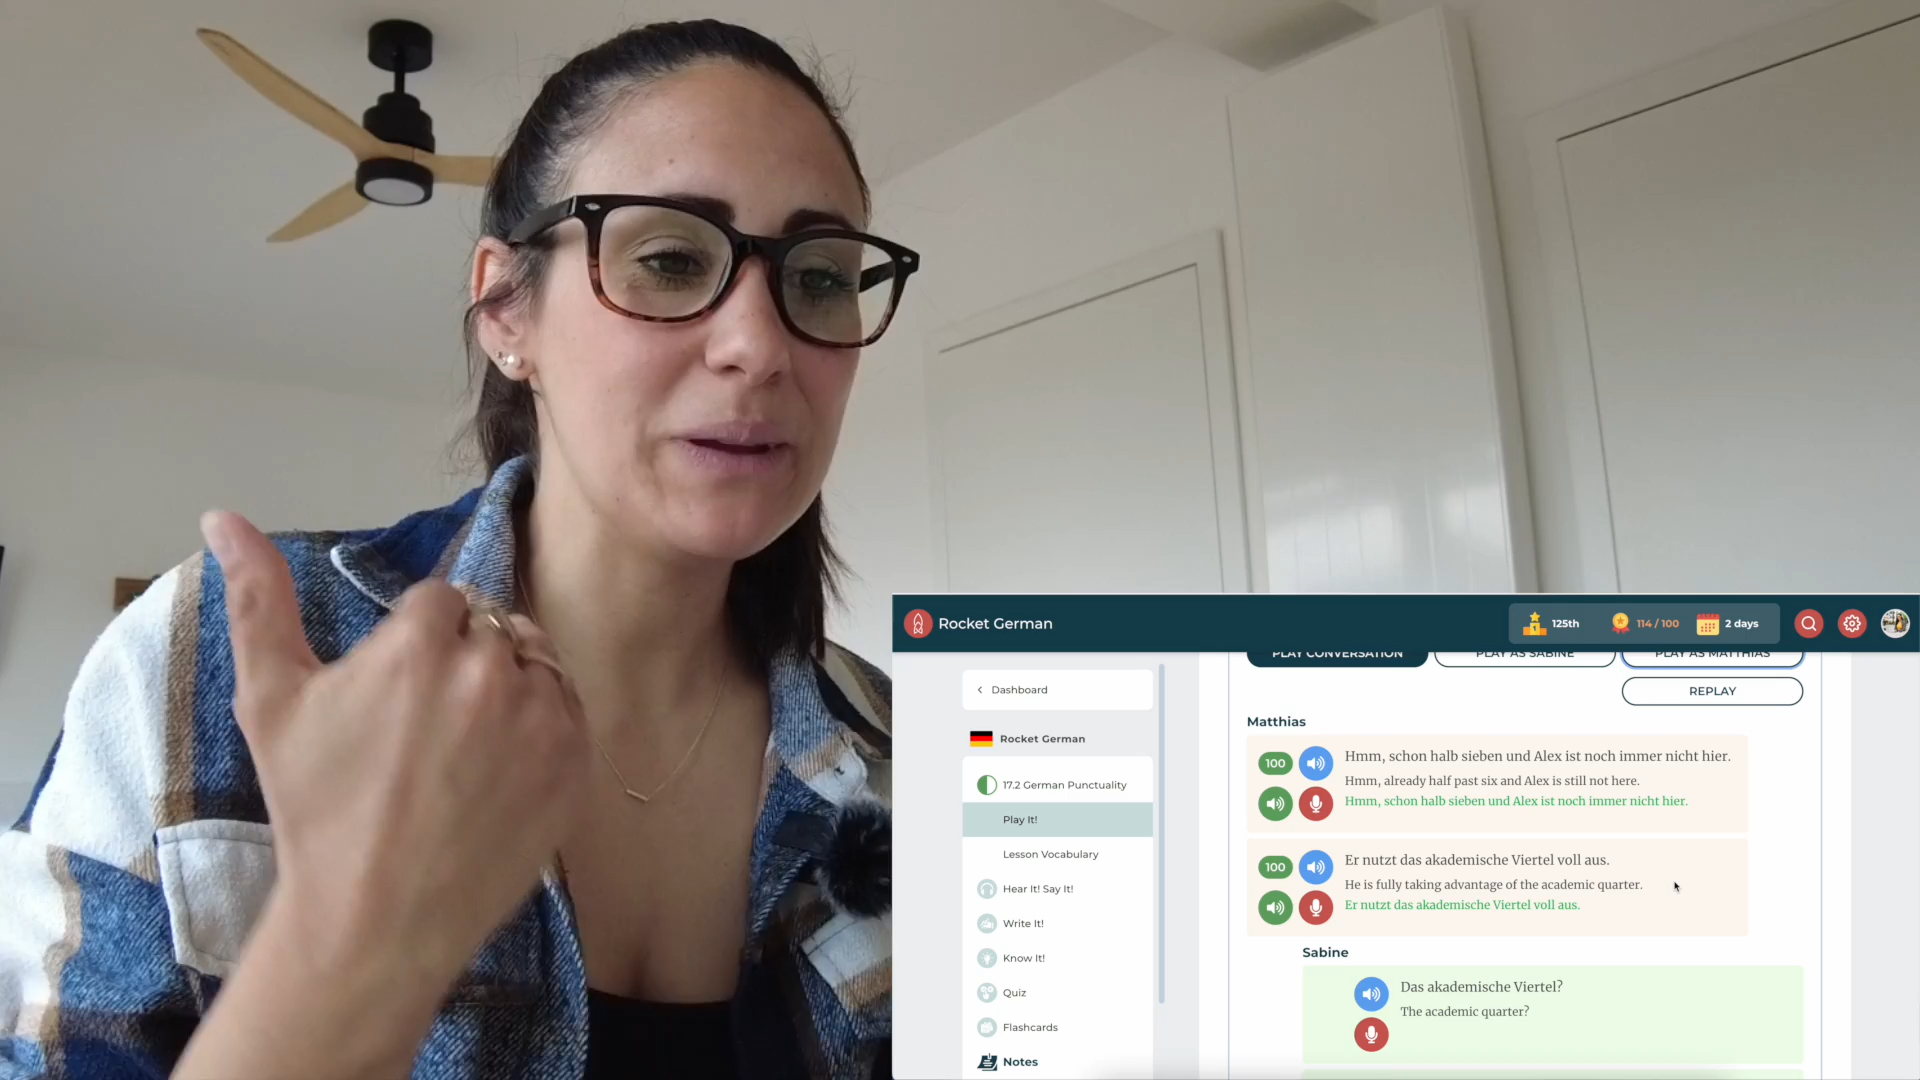 Rocket German
125th
114 / 100
2 days
PLAY CONVERSATION
PLAY AS SABINE
PLAY AS MATTHIAS
REPLAY
Dashboard
Rocket German
17.2 German Punctuality
Play It!
Lesson Vocabulary
Hear It! Say It!
Write It!
Know It!
Quiz
Flashcards
Notes
Matthias
100
Hmm, schon halb sieben und Alex ist noch immer nicht hier.
Hmm, already half past six and Alex is still not here.
Hmm, schon halb sieben und Alex ist noch immer nicht hier.
100
Er nutzt das akademische Viertel voll aus.
He is fully taking advantage of the academic quarter.
Er nutzt das akademische Viertel voll aus.
Sabine
Das akademische Viertel?
The academic quarter?